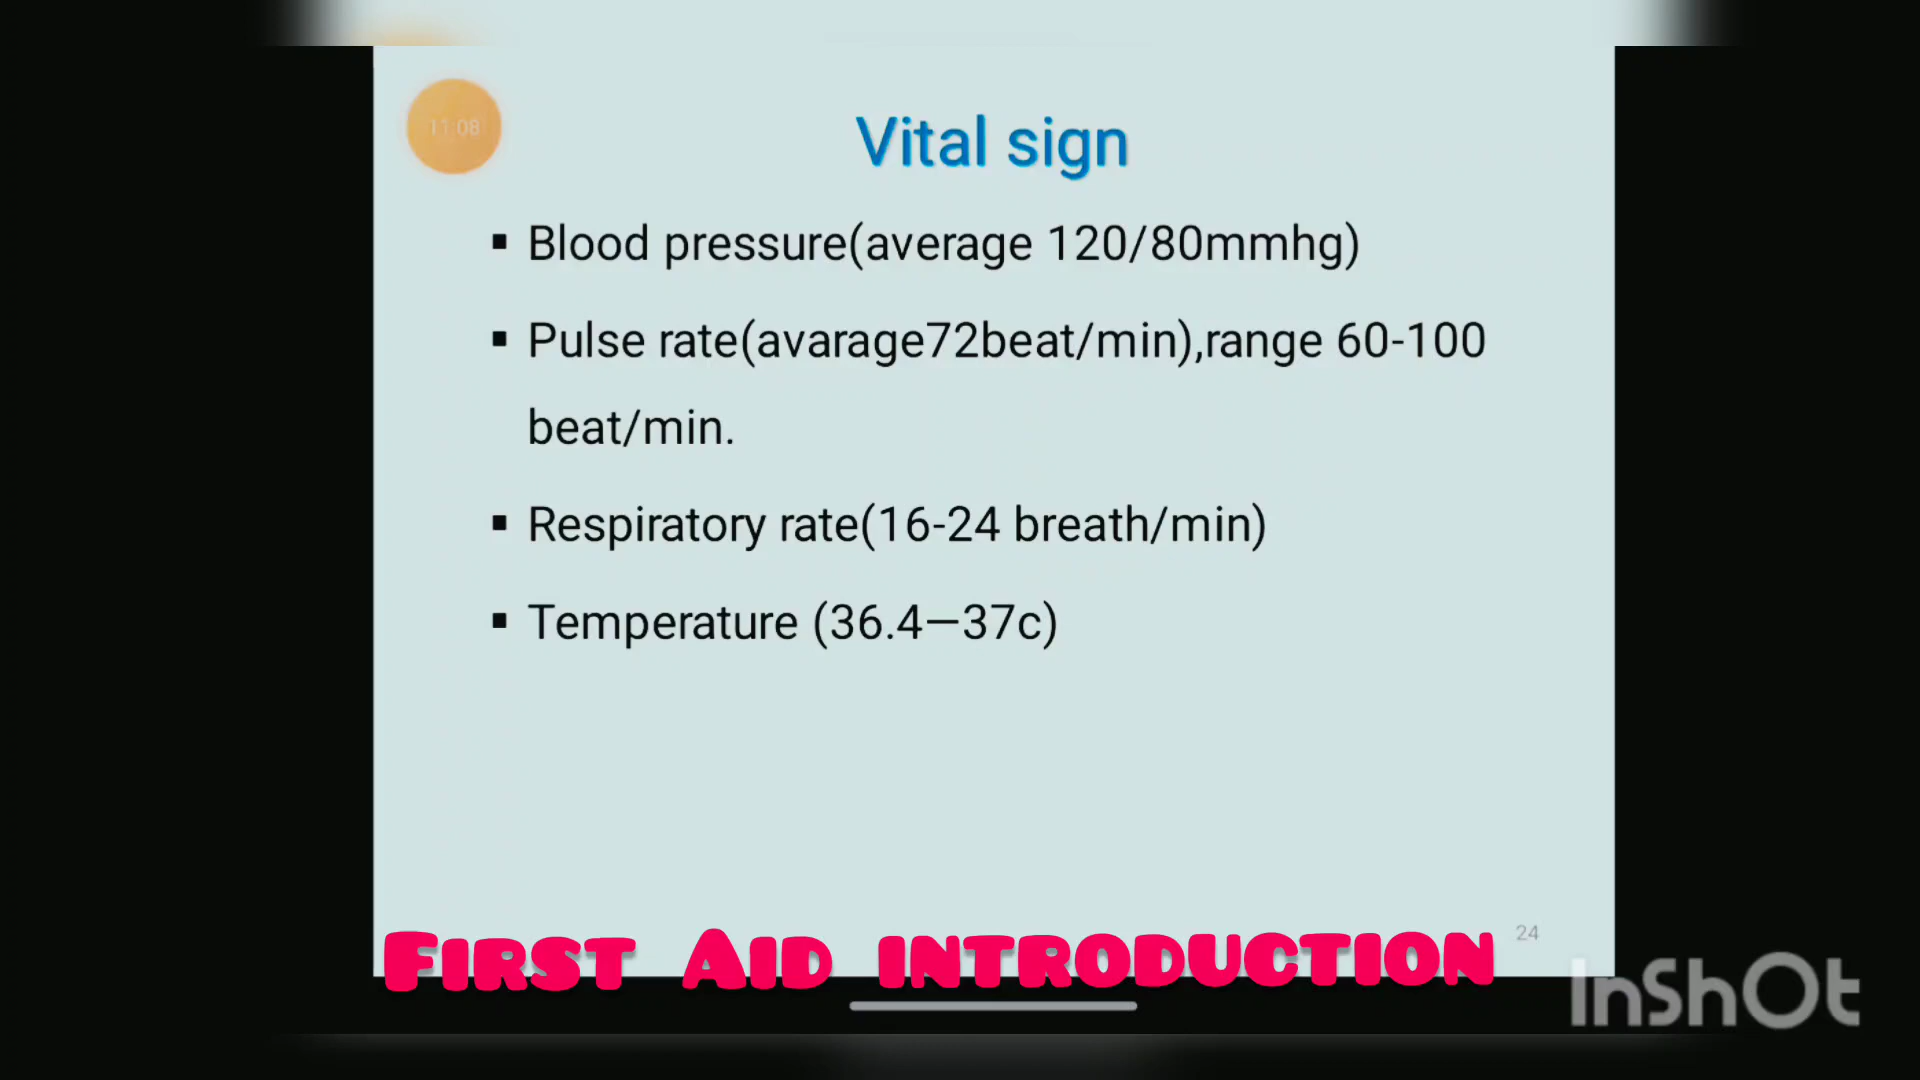 11:08
Vital sign
▪ Blood pressure(average 120/80mmhg)
▪ Pulse rate(avarage72beat/min),range 60-100
beat/min.
▪ Respiratory rate(16-24 breath/min)
▪ Temperature (36.4—37c)
24
First Aid introduction
InShOt